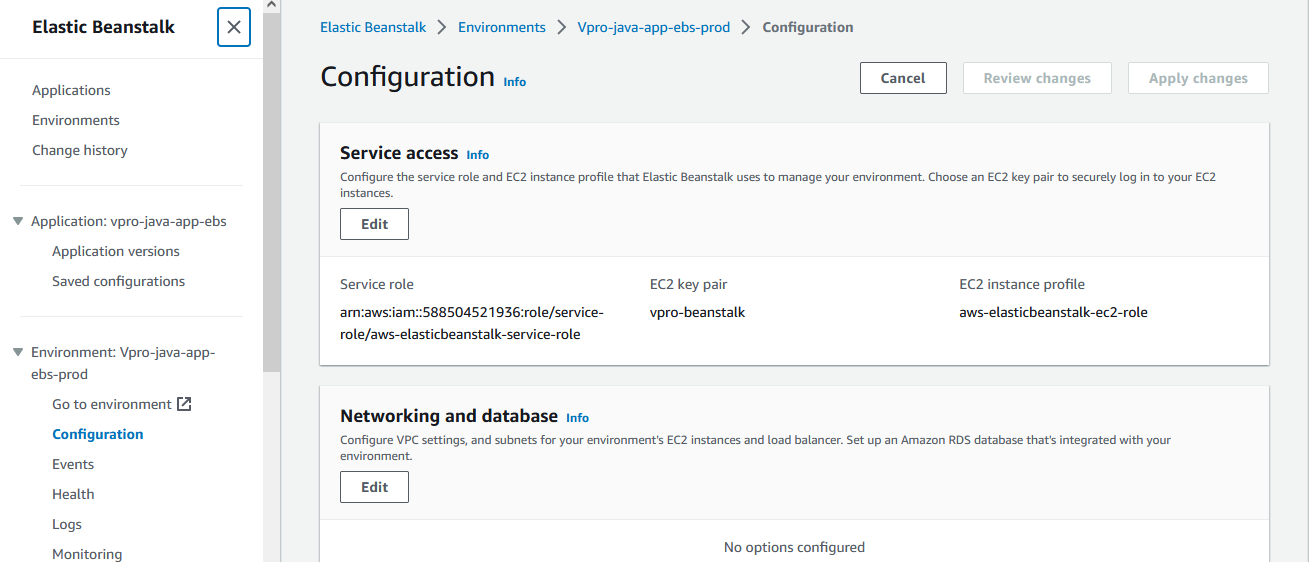 Elastic Beanstalk
Applications
Environments
Change history
Application: vpro-java-app-ebs
Application versions
Saved configurations
Environment: Vpro-java-app-
ebs-prod
Go to environment
Configuration
Events
Health
Logs
Monitoring
Elastic Beanstalk > Environments > Vpro-java-app-ebs-prod > Configuration
Configuration Info
Cancel
Review changes
Apply changes
Service access Info
Configure the service role and EC2 instance profile that Elastic Beanstalk uses to manage your environment. Choose an EC2 key pair to securely log in to your EC2
instances.
Edit
Service role
arn:aws:iam::588504521936:role/service-
role/aws-elasticbeanstalk-service-role
EC2 key pair
vpro-beanstalk
EC2 instance profile
aws-elasticbeanstalk-ec2-role
Networking and database Info
Configure VPC settings, and subnets for your environment's EC2 instances and load balancer. Set up an Amazon RDS database that's integrated with your
environment.
Edit
No options configured